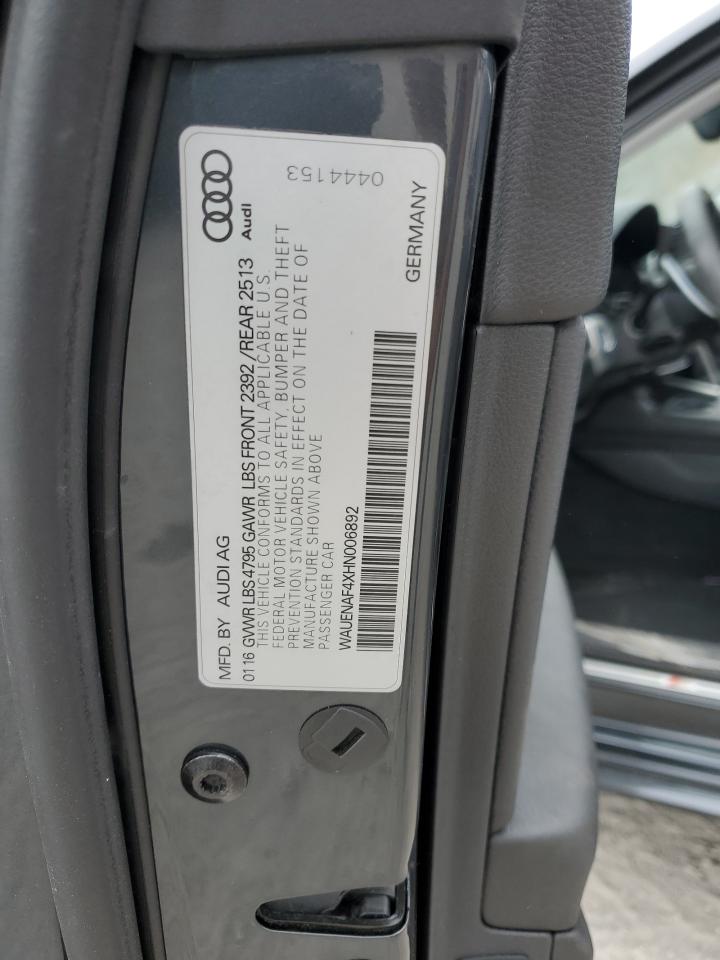 MFD. BY AUDI AG
0116 GVWR LBS 4795 GAWR LBS FRONT 2392 /REAR 2513
Audi
THIS VEHICLE CONFORMS TO ALL APPLICABLE U.S.
FEDERAL MOTOR VEHICLE SAFETY, BUMPER AND THEFT
PREVENTION STANDARDS IN EFFECT ON THE DATE OF
MANUFACTURE SHOWN ABOVE
PASSENGER CAR
WAUENAF4XHN006892
GERMANY
0444153